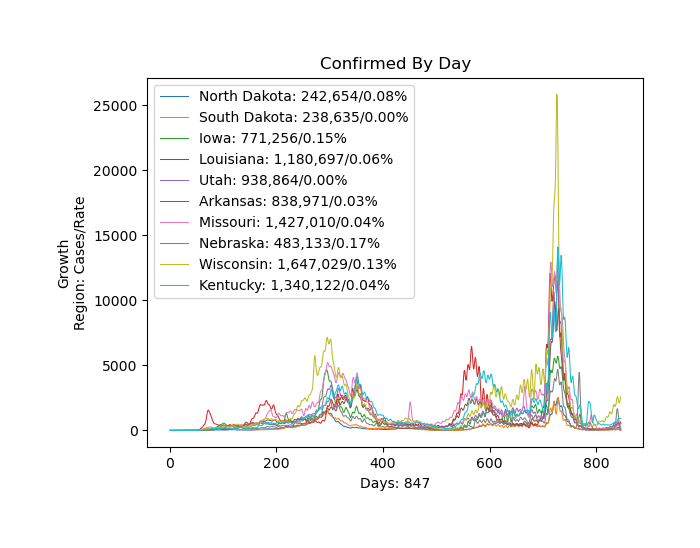 Confirmed By Day
25000
20000
15000
10000
5000
0
Growth
Region: Cases/Rate
North Dakota: 242,654/0.08%
South Dakota: 238,635/0.00%
Iowa: 771,256/0.15%
Louisiana: 1,180,697/0.06%
Utah: 938,864/0.00%
Arkansas: 838,971/0.03%
Missouri: 1,427,010/0.04%
Nebraska: 483,133/0.17%
Wisconsin: 1,647,029/0.13%
Kentucky: 1,340,122/0.04%
0 200 400 600 800
Days: 847